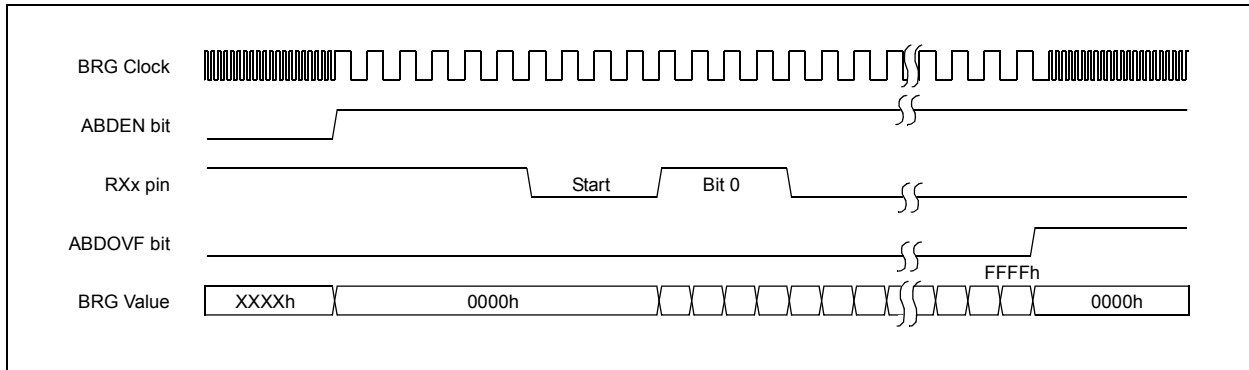 BRG Clock
ABDEN bit
RXx pin
Start
Bit 0
ABDOVF bit
FFFFh
BRG Value
XXXXh
0000h
0000h